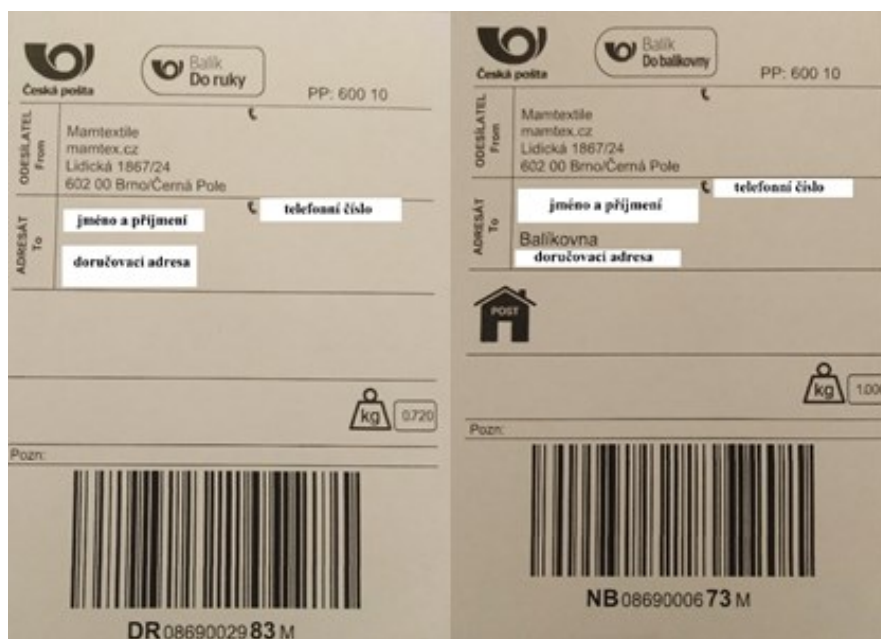 Česká pošta
Balík
Do ruky
PP: 600 10
ODESÍLATEL
From
Mamtextile
mamtex.cz
Lidická 1867/24
602 00 Brno/Černá Pole
ADRESÁT
To
jméno a příjmení
telefonní číslo
doručovací adresa
kg
0.720
Pozn:
DR0869002983M
Česká pošta
Balík
Do balíkovny
PP: 600 10
ODESÍLATEL
From
Mamtextile
mamtex.cz
Lidická 1867/24
602 00 Brno/Černá Pole
ADRESÁT
To
jméno a příjmení
telefonní číslo
Balíkovna
doručovací adresa
POST
kg
1.000
Pozn:
NB0869000673M